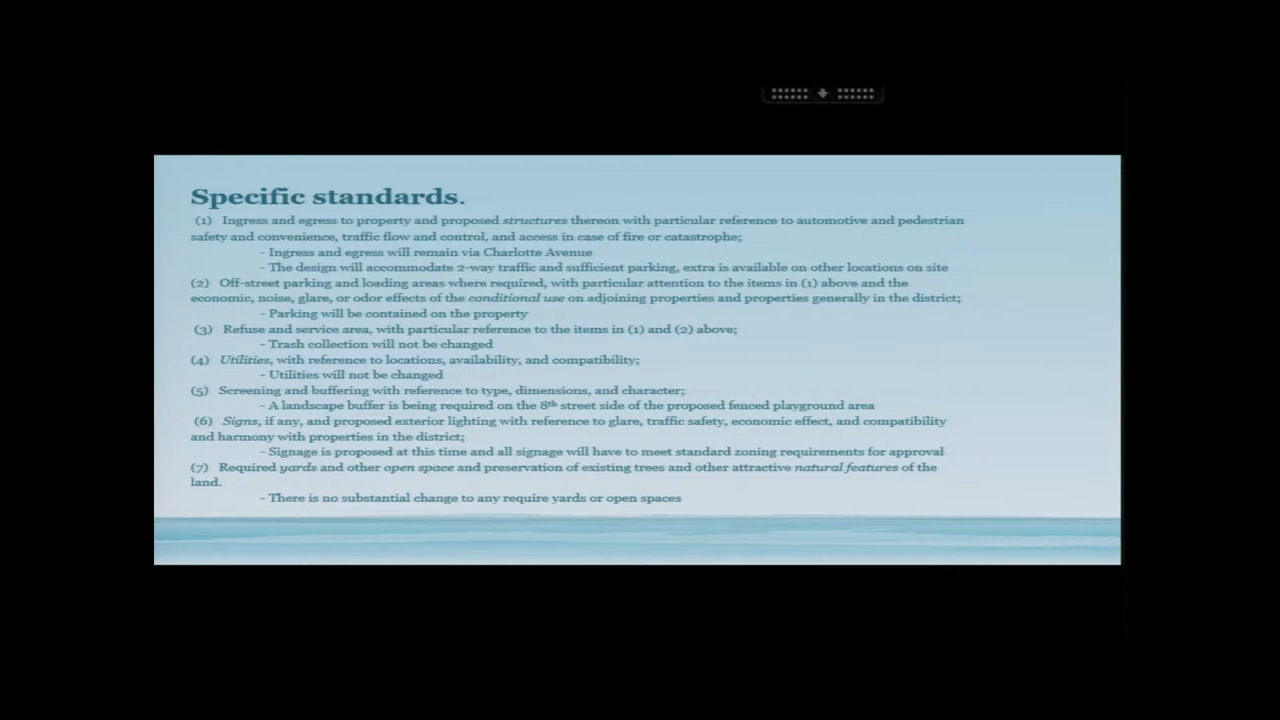 Specific standards.
(1) Ingress and egress to property and proposed structures thereon with particular reference to automotive and pedestrian
safety and convenience, traffic flow and control, and access in case of fire or catastrophe;
- Ingress and egress will remain via Charlotte Avenue
- The design will accommodate 2-way traffic and sufficient parking, extra is available on other locations on site
(2) Off-street parking and loading areas where required, with particular attention to the items in (1) above and the
economic, noise, glare, or odor effects of the conditional use on adjoining properties and properties generally in the district;
- Parking will be contained on the property
(3) Refuse and service area, with particular reference to the items in (1) and (2) above;
- Trash collection will not be changed
(4) Utilities, with reference to locations, availability, and compatibility;
- Utilities will not be changed
(5) Screening and buffering with reference to type, dimensions, and character;
- A landscape buffer is being required on the 8th street side of the proposed fenced playground area
(6) Signs, if any, and proposed exterior lighting with reference to glare, traffic safety, economic effect, and compatibility
and harmony with properties in the district;
- Signage is proposed at this time and all signage will have to meet standard zoning requirements for approval
(7) Required yards and other open space and preservation of existing trees and other attractive natural features of the
land.
- There is no substantial change to any require yards or open spaces